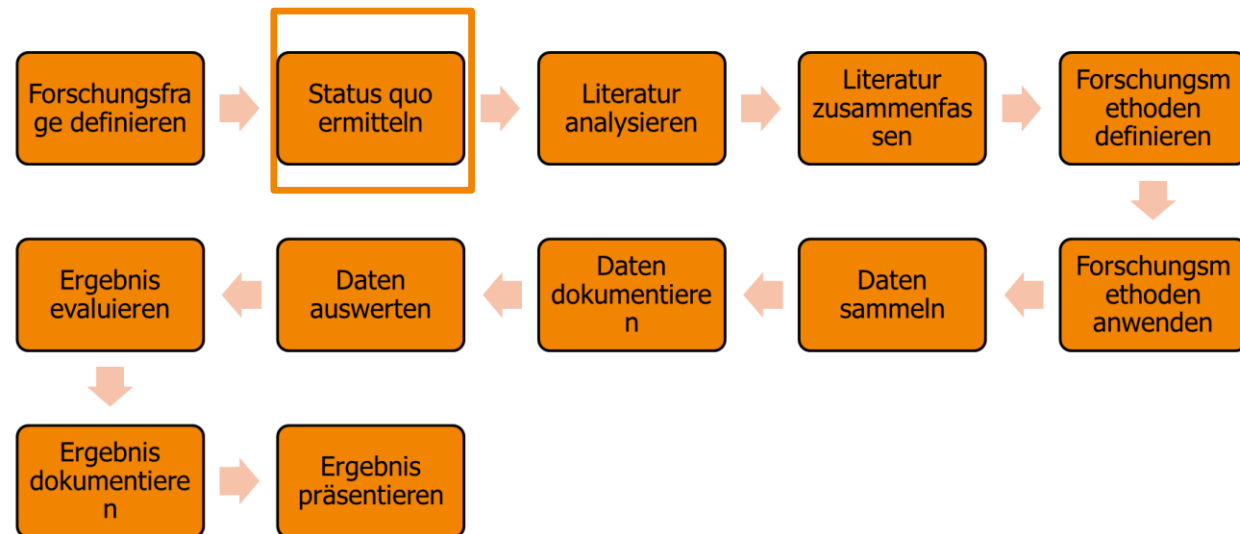 Forschungsfra
ge definieren
Status quo
ermitteln
Literatur
analysieren
Literatur
zusammenfas
sen
Forschungsm
ethoden
definieren
Forschungsm
ethoden
anwenden
Daten
sammeln
Daten
dokumentiere
n
Daten
auswerten
Ergebnis
evaluieren
Ergebnis
dokumentiere
n
Ergebnis
präsentieren